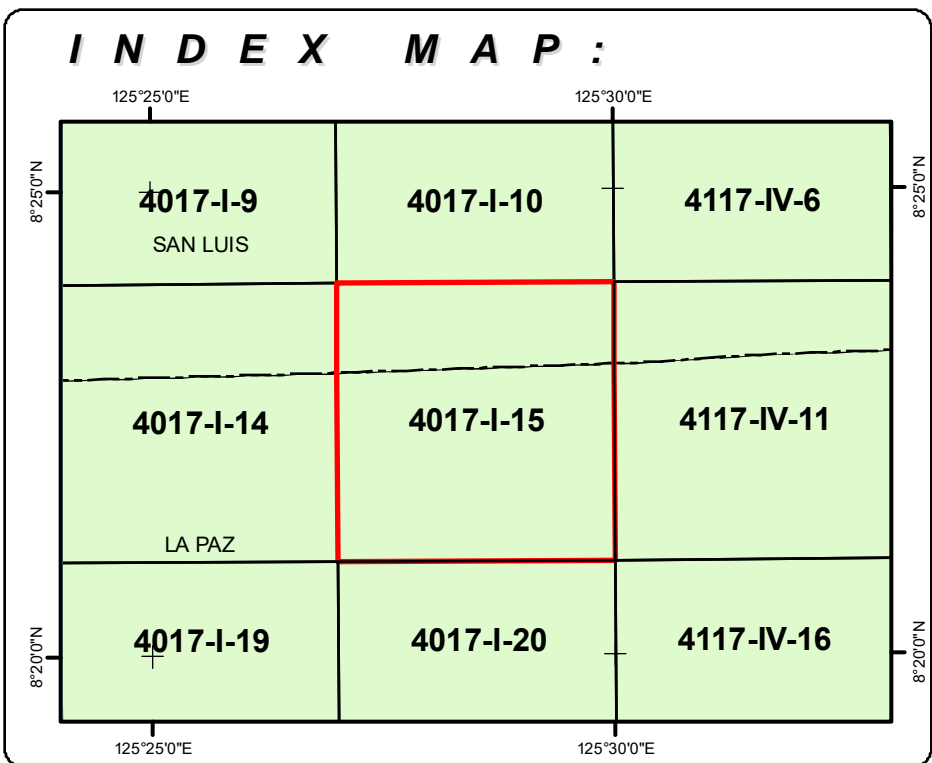 INDEX MAP:
125°25'0"E 125°30'0"E
8°25'0"N 8°25'0"N
4017-I-9 4017-I-10 4117-IV-6
SAN LUIS
4017-I-14 4017-I-15 4117-IV-11
LA PAZ
4017-I-19 4017-I-20 4117-IV-16
8°20'0"N 8°20'0"N
125°25'0"E 125°30'0"E